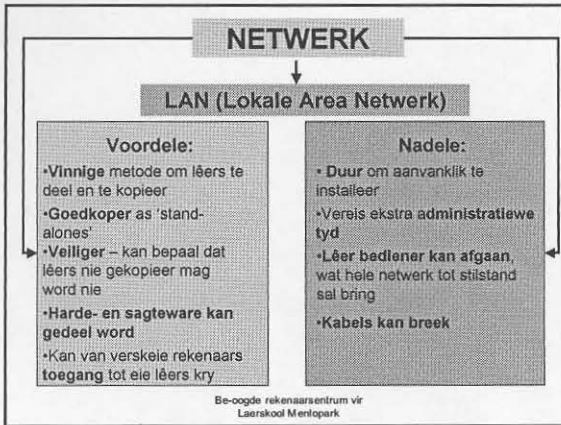 NETWERK
LAN (Lokale Area Netwerk)
Voordele:
•Vinnige metode om lêers te
deel en te kopieer
•Goedkoper as 'stand-
alones'
•Veiliger – kan bepaal dat
lêers nie gekopieer mag
word nie
•Harde- en sagteware kan
gedeel word
•Kan van verskeie rekenaars
toegang tot eie lêers kry
Nadele:
• Duur om aanvanklik te
installeer
•Vereis ekstra administratiewe
tyd
•Lêer bediener kan afgaan,
wat hele netwerk tot stilstand
sal bring
•Kabels kan breek
Be-oogde rekenaarsentrum vir
Laerskool Menlopark